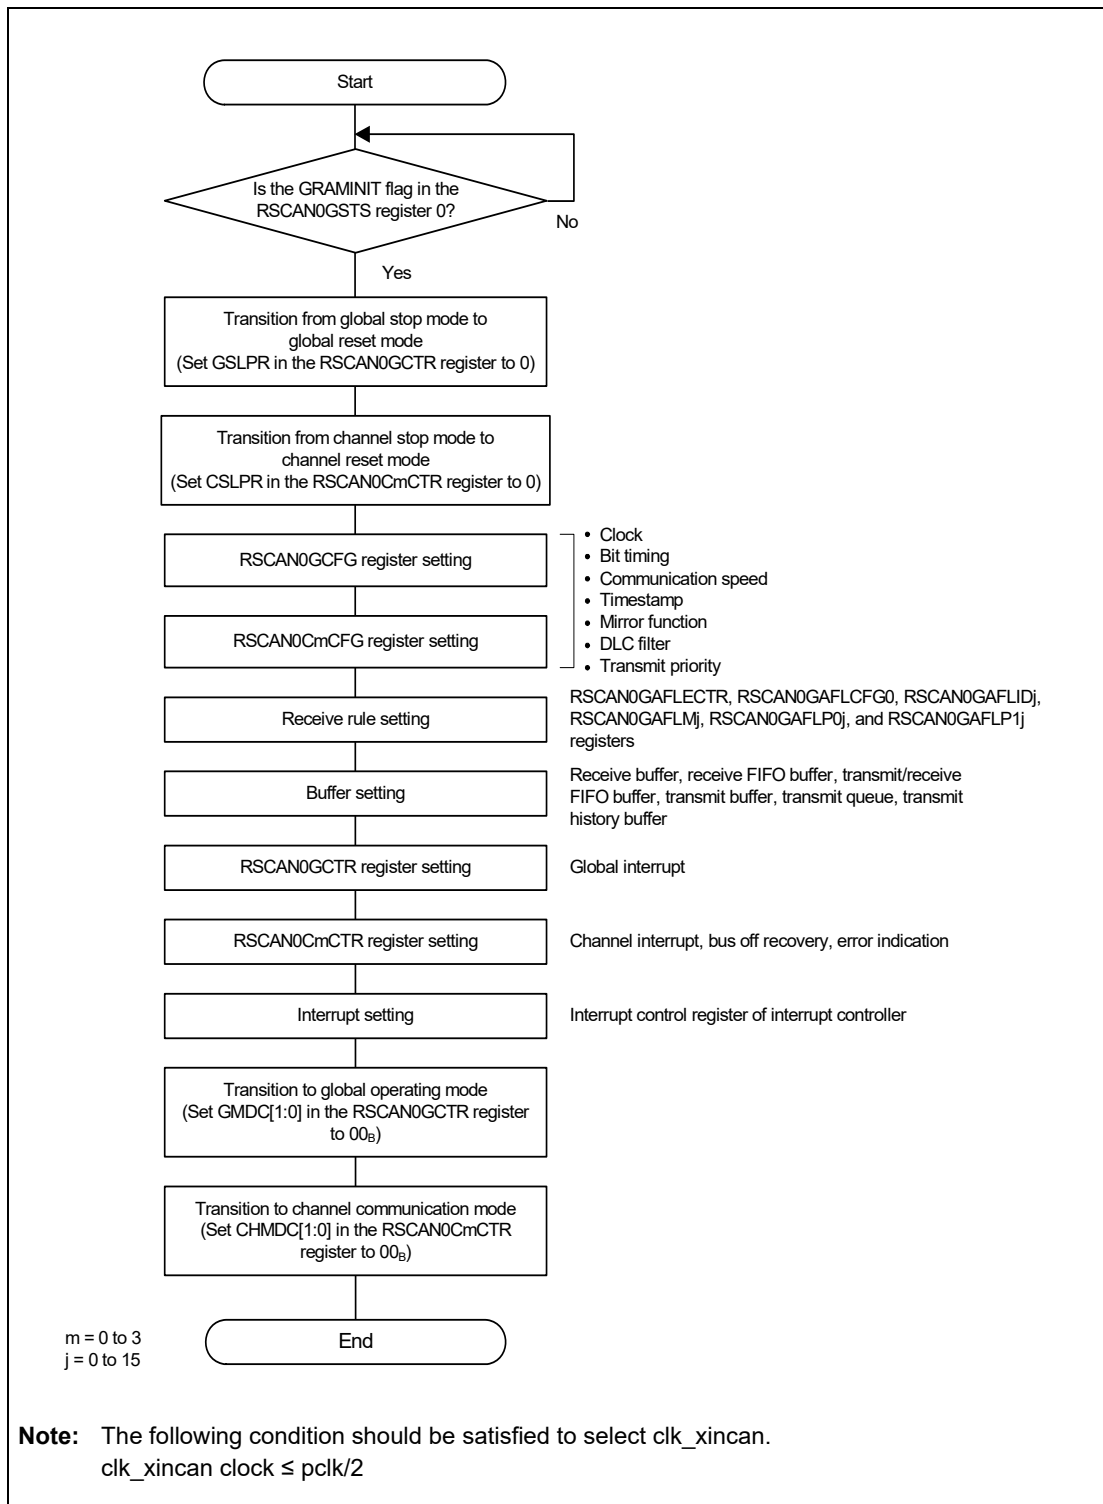 Start
Is the GRAMINIT flag in the
RSCAN0GSTS register 0?
No
Yes
Transition from global stop mode to
global reset mode
(Set GSLPR in the RSCAN0GCTR register to 0)
Transition from channel stop mode to
channel reset mode
(Set CSLPR in the RSCAN0CmCTR register to 0)
RSCAN0GCFG register setting
RSCAN0CmCFG register setting
• Clock
• Bit timing
• Communication speed
• Timestamp
• Mirror function
• DLC filter
• Transmit priority
Receive rule setting
RSCAN0GAFLECTR, RSCAN0GAFLCFG0, RSCAN0GAFLIDj,
RSCAN0GAFLMj, RSCAN0GAFLP0j, and RSCAN0GAFLP1j
registers
Buffer setting
Receive buffer, receive FIFO buffer, transmit/receive
FIFO buffer, transmit buffer, transmit queue, transmit
history buffer
RSCAN0GCTR register setting
Global interrupt
RSCAN0CmCTR register setting
Channel interrupt, bus off recovery, error indication
Interrupt setting
Interrupt control register of interrupt controller
Transition to global operating mode
(Set GMDC[1:0] in the RSCAN0GCTR register
to 00B)
Transition to channel communication mode
(Set CHMDC[1:0] in the RSCAN0CmCTR
register to 00B)
End
m = 0 to 3
j = 0 to 15
Note: The following condition should be satisfied to select clk_xincan.
clk_xincan clock ≤ pclk/2